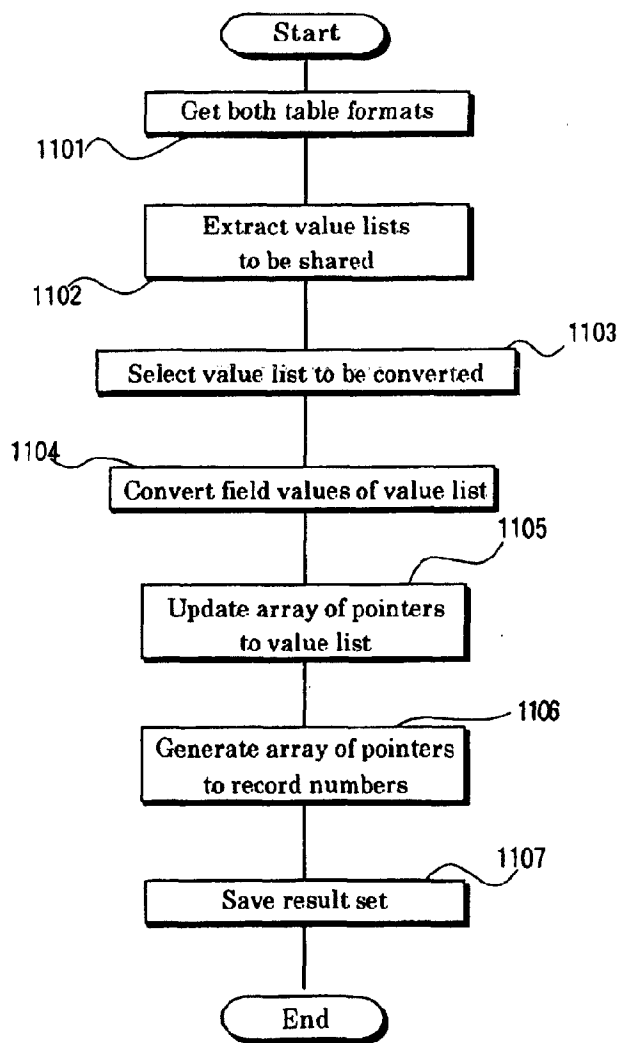 Start
Get both table formats
1101
Extract value lists
to be shared
1102
1103
Select value list to be converted
1104
Convert field values of value list
1105
Update array of pointers
to value list
1106
Generate array of pointers
to record numbers
1107
Save result set
End